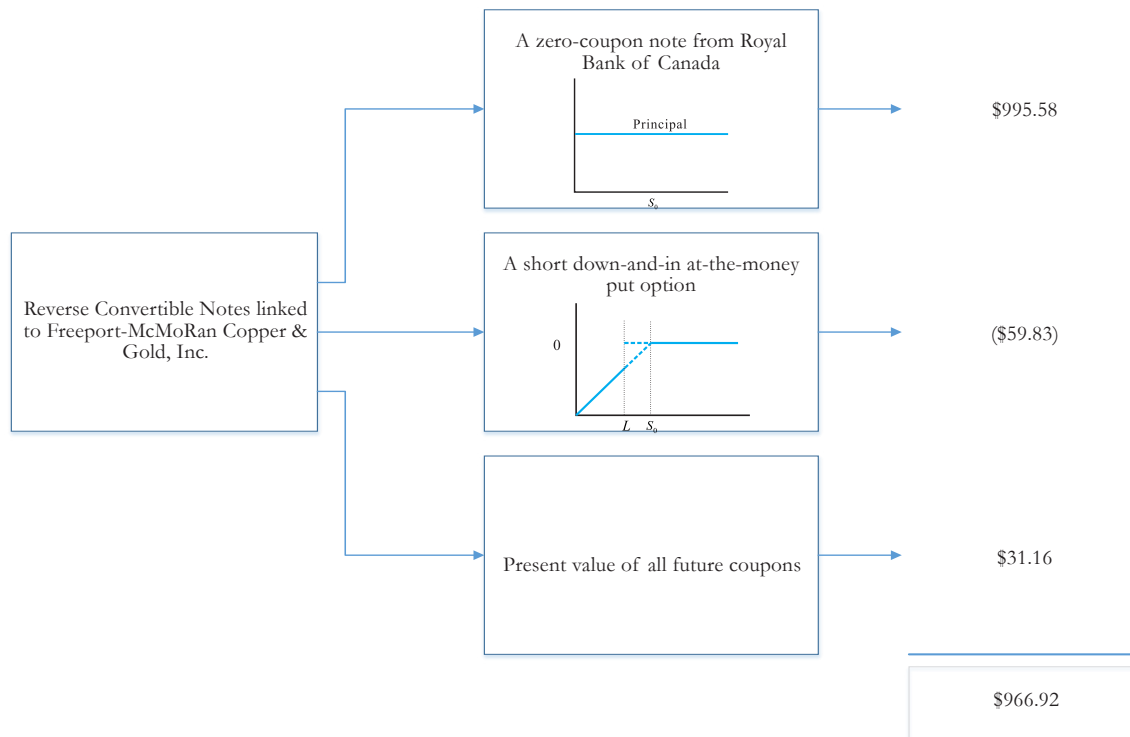 A zero-coupon note from Royal
Bank of Canada
Principal
S₀
$995.58
Reverse Convertible Notes linked
to Freeport-McMoRan Copper &
Gold, Inc.
A short down-and-in at-the-money
put option
0
L S₀
($59.83)
Present value of all future coupons
$31.16
$966.92